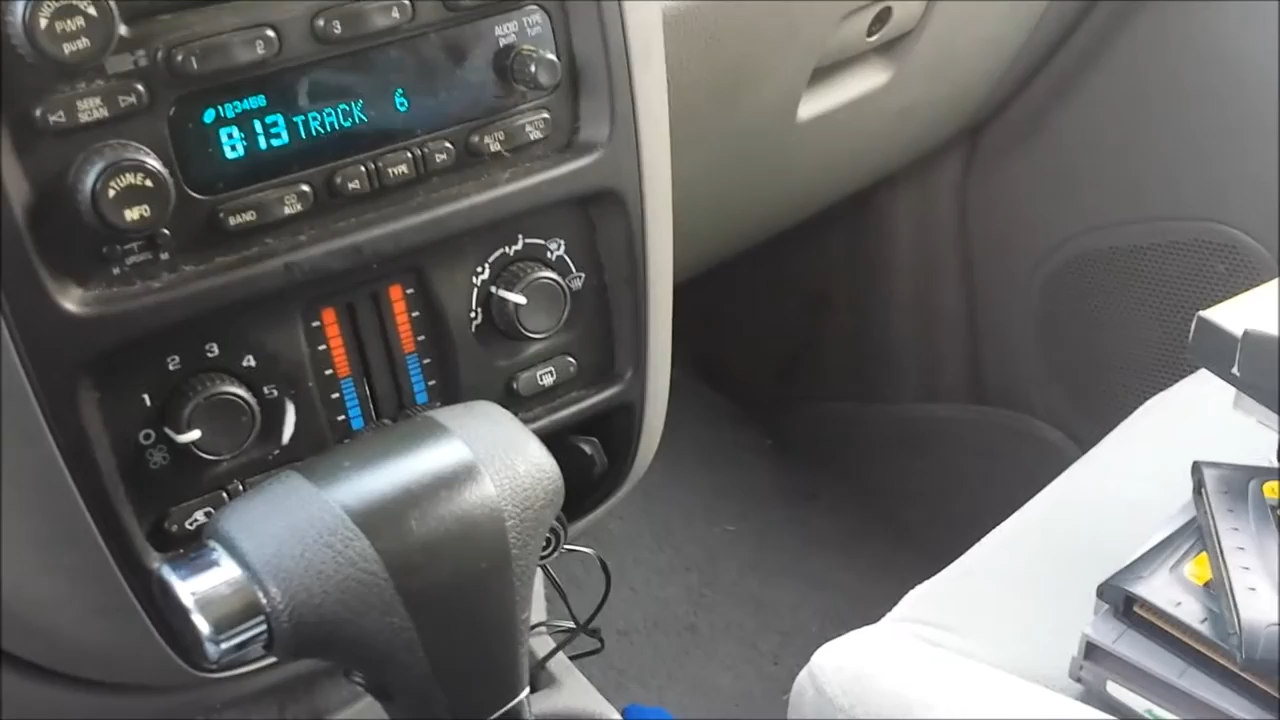 PWR
push
1 2
3 4
AUDIO TYPE
push turn
SEEK
SCAN
123456
8:13 TRACK 6
AUTO
EQ
AUTO
VOL
TUNE
INFO
BAND
CD
AUX
TYPE
0 1 2 3 4 5